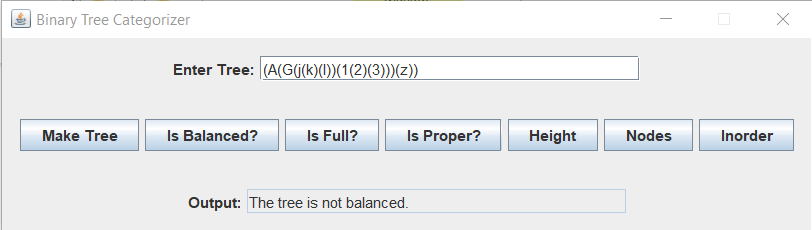 Binary Tree Categorizer
Enter Tree: (A(G(j(k)(l))(1(2)(3)))(z))
Make Tree Is Balanced? Is Full? Is Proper? Height Nodes Inorder
Output: The tree is not balanced.